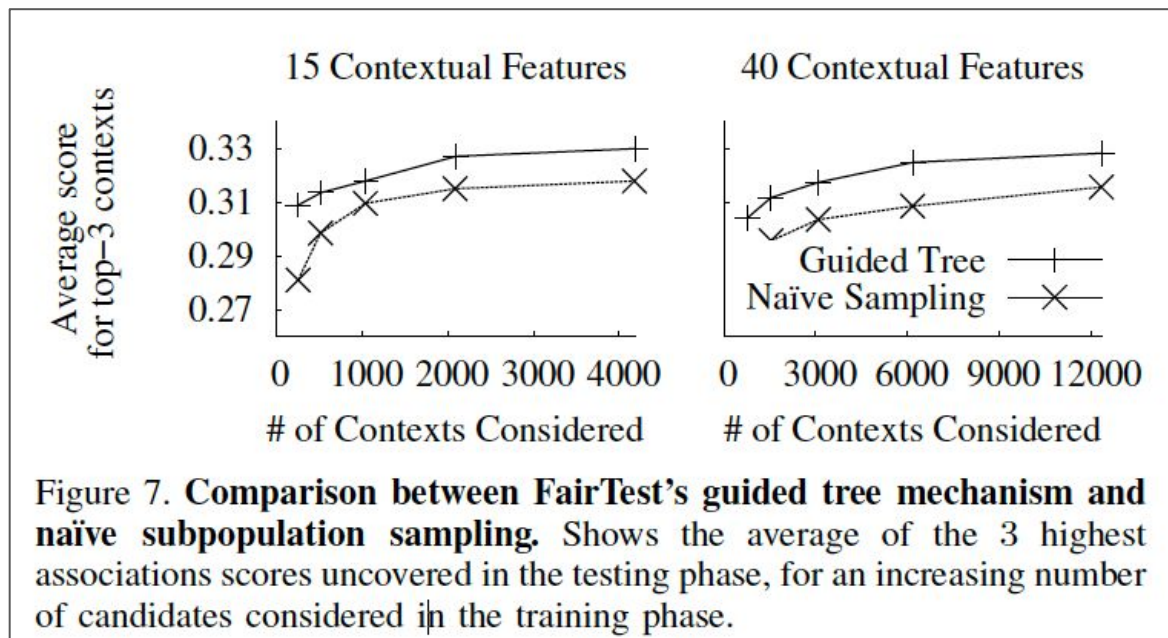 15 Contextual Features
40 Contextual Features
Average score
for top−3 contexts
0.33
0.31
0.29
0.27
0 1000 2000 3000 4000
# of Contexts Considered
Guided Tree
Naïve Sampling
0 3000 6000 9000 12000
# of Contexts Considered
Figure 7. Comparison between FairTest's guided tree mechanism and
naïve subpopulation sampling. Shows the average of the 3 highest
associations scores uncovered in the testing phase, for an increasing number
of candidates considered in the training phase.